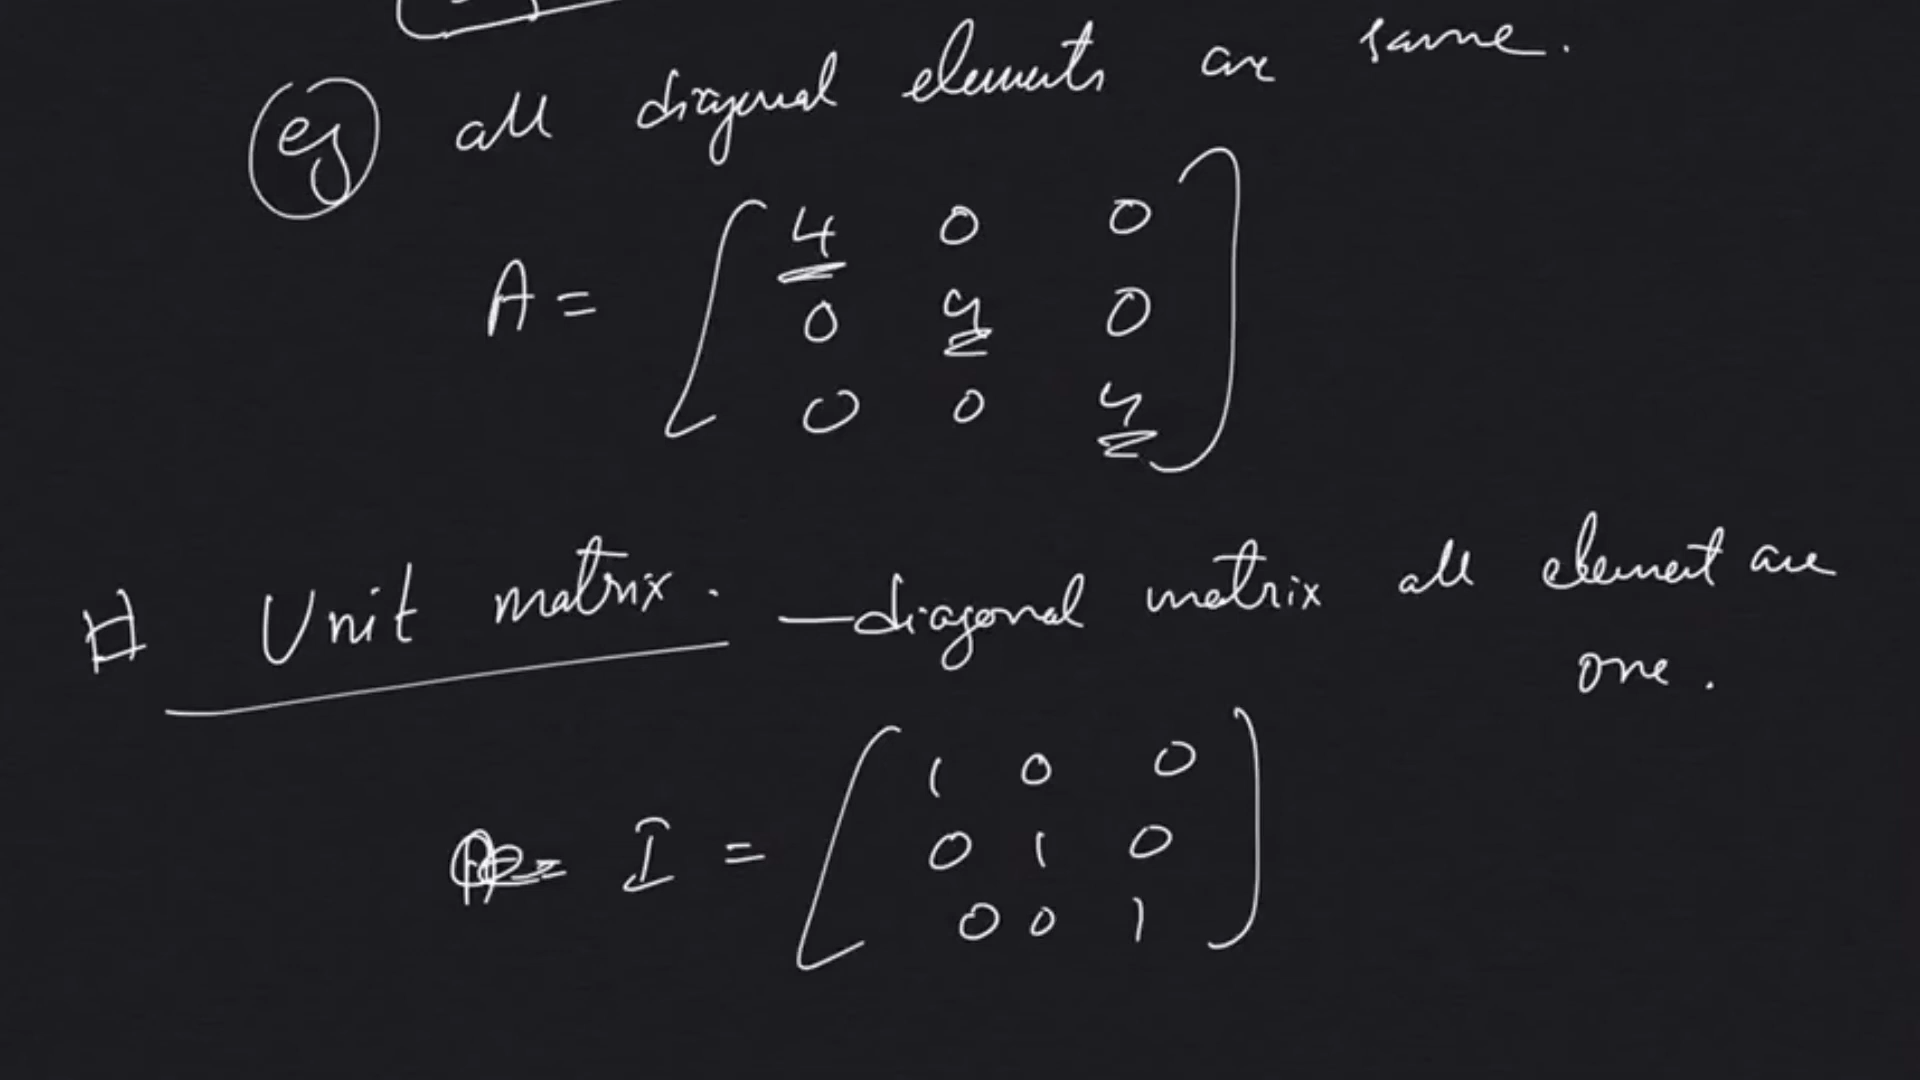 eg all diagonal elements are same.
A = [ 4 0 0
0 4 0
0 0 4 ]
Unit matrix. — diagonal matrix all element are
one.
I = [ 1 0 0
0 1 0
0 0 1 ]